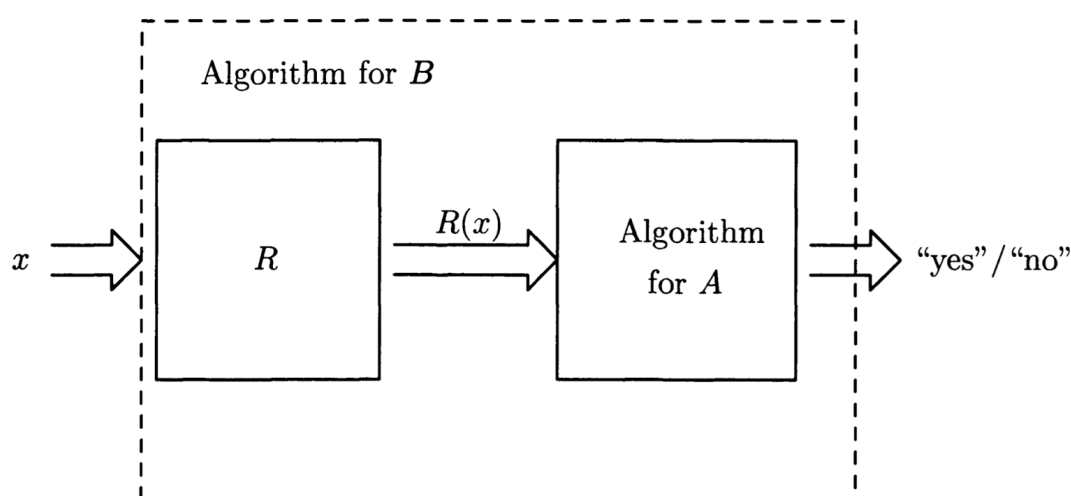 Algorithm for B
x
R
R(x)
Algorithm
for A
“yes”/“no”